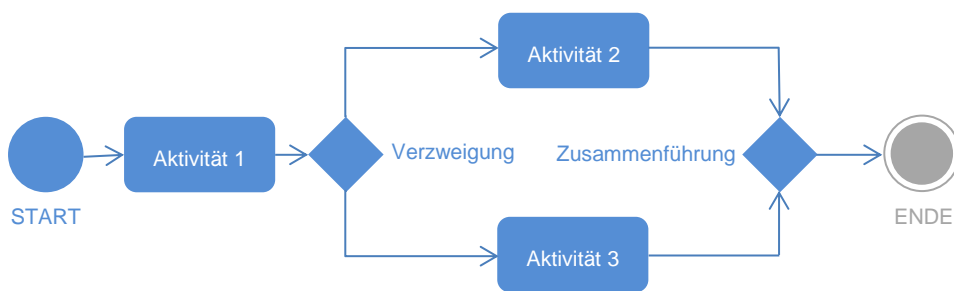 Aktivität 2
Aktivität 1
Verzweigung
Zusammenführung
START
ENDE
Aktivität 3